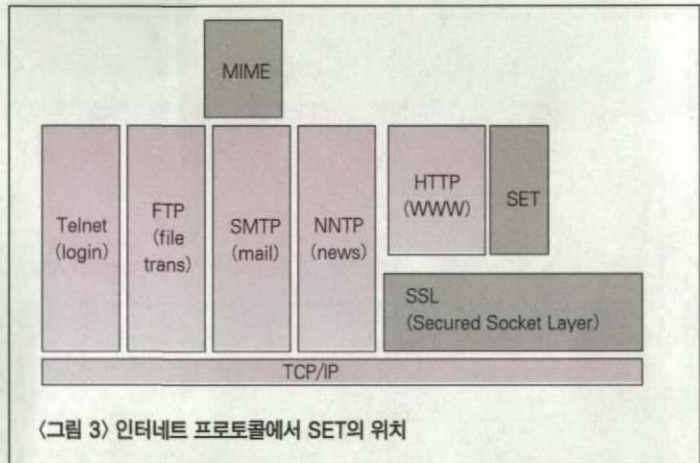 MIME
Telnet
(login)
FTP
(file
trans)
SMTP
(mail)
NNTP
(news)
HTTP
(WWW)
SET
SSL
(Secured Socket Layer)
TCP/IP
〈그림 3〉 인터네트 프로토콜에서 SET의 위치